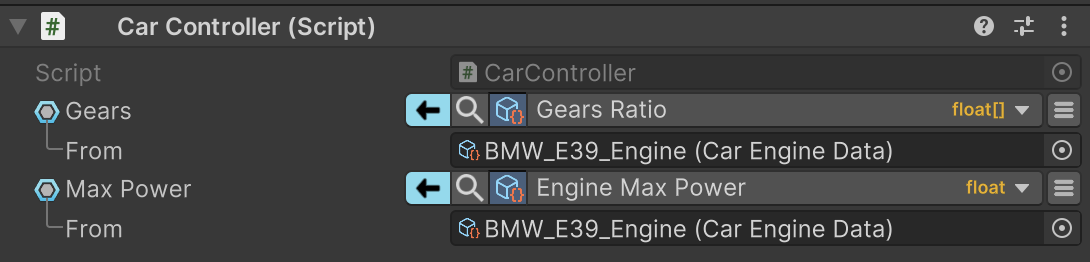 Car Controller (Script)
Script CarController
Gears Gears Ratio float[]
From BMW_E39_Engine (Car Engine Data)
Max Power Engine Max Power float
From BMW_E39_Engine (Car Engine Data)